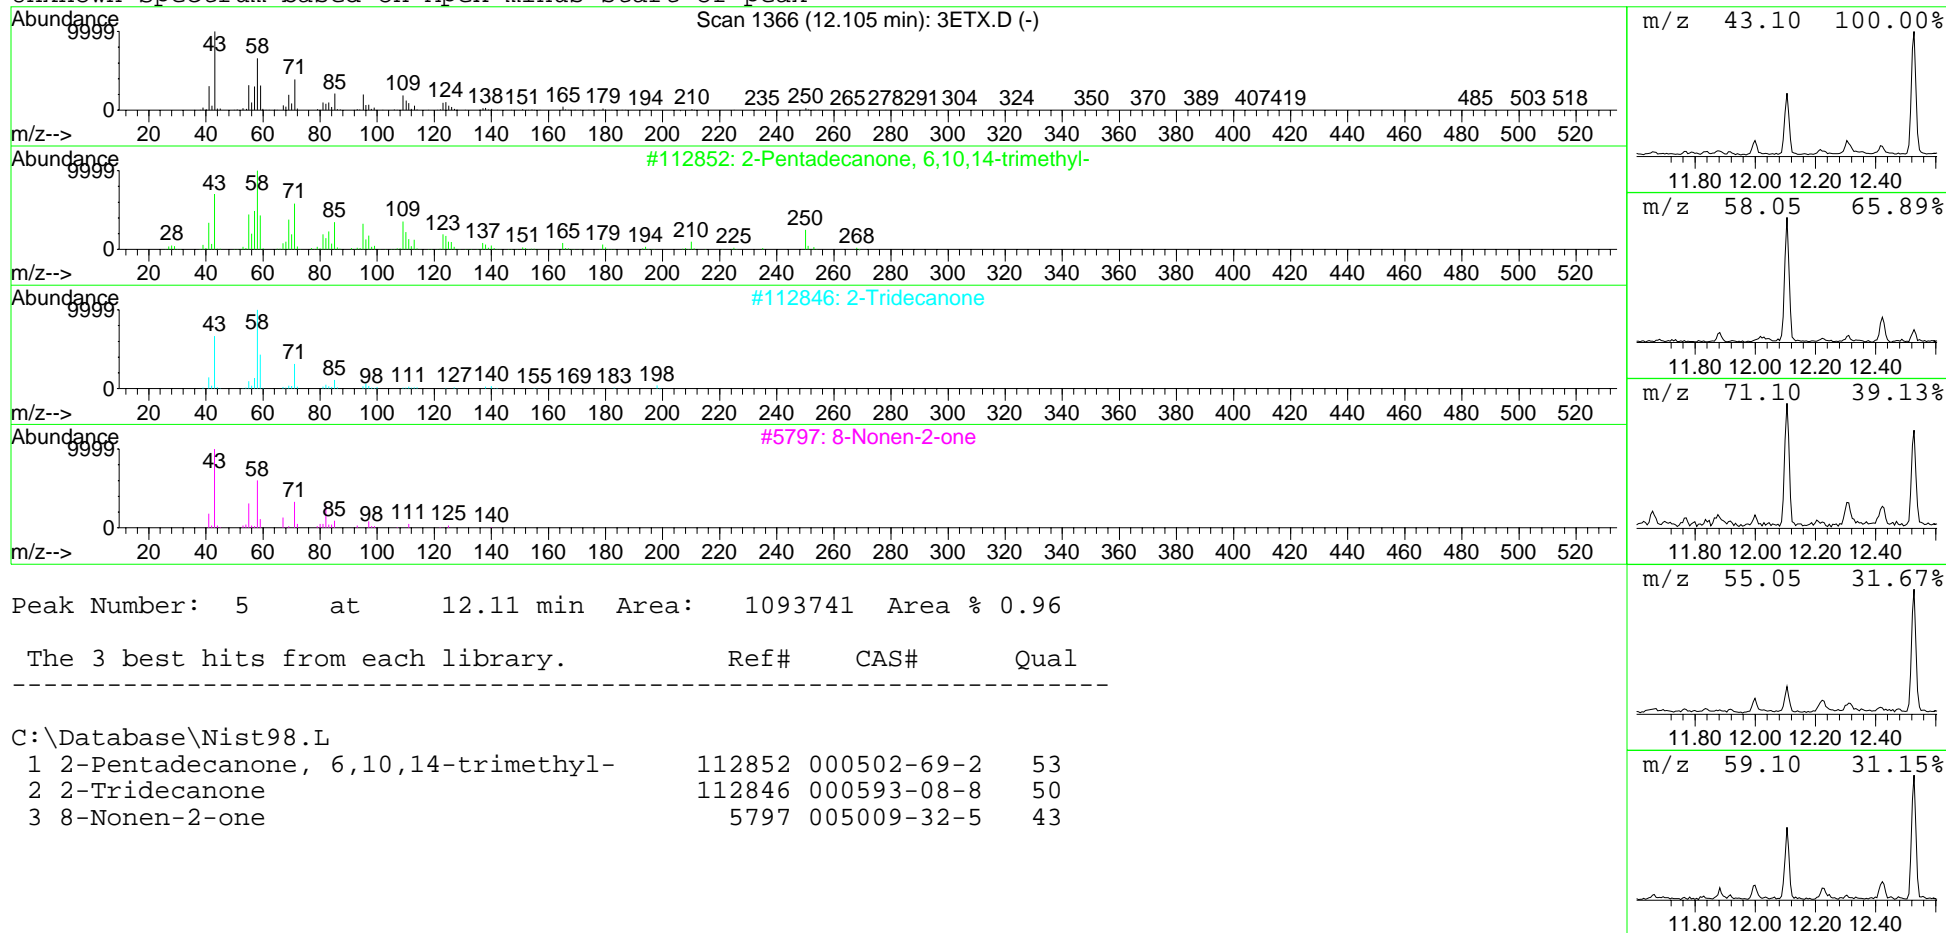 Unknown Spectrum based on Apex minus start of peak
Abundance
Scan 1366 (12.105 min): 3ETX.D (-)
9999
43 58 71 85 109 124 138 151 165 179 194 210 235 250 265 278 291 304 324 350 370 389 407 419 485 503 518
0
m/z--> 20 40 60 80 100 120 140 160 180 200 220 240 260 280 300 320 340 360 380 400 420 440 460 480 500 520
Abundance
#112852: 2-Pentadecanone, 6,10,14-trimethyl-
9999
28 43 58 71 85 109 123 137 151 165 179 194 210 225 250 268
0
m/z--> 20 40 60 80 100 120 140 160 180 200 220 240 260 280 300 320 340 360 380 400 420 440 460 480 500 520
Abundance
#112846: 2-Tridecanone
9999
43 58 71 85 98 111 127 140 155 169 183 198
0
m/z--> 20 40 60 80 100 120 140 160 180 200 220 240 260 280 300 320 340 360 380 400 420 440 460 480 500 520
Abundance
#5797: 8-Nonen-2-one
9999
43 58 71 85 98 111 125 140
0
m/z--> 20 40 60 80 100 120 140 160 180 200 220 240 260 280 300 320 340 360 380 400 420 440 460 480 500 520
m/z 43.10 100.00%
11.80 12.00 12.20 12.40
m/z 58.05 65.89%
11.80 12.00 12.20 12.40
m/z 71.10 39.13%
11.80 12.00 12.20 12.40
m/z 55.05 31.67%
11.80 12.00 12.20 12.40
m/z 59.10 31.15%
11.80 12.00 12.20 12.40
Peak Number: 5 at 12.11 min Area: 1093741 Area % 0.96
The 3 best hits from each library. Ref# CAS# Qual
---------------------------------------------------------------------
C:\Database\Nist98.L
1 2-Pentadecanone, 6,10,14-trimethyl- 112852 000502-69-2 53
2 2-Tridecanone 112846 000593-08-8 50
3 8-Nonen-2-one 5797 005009-32-5 43